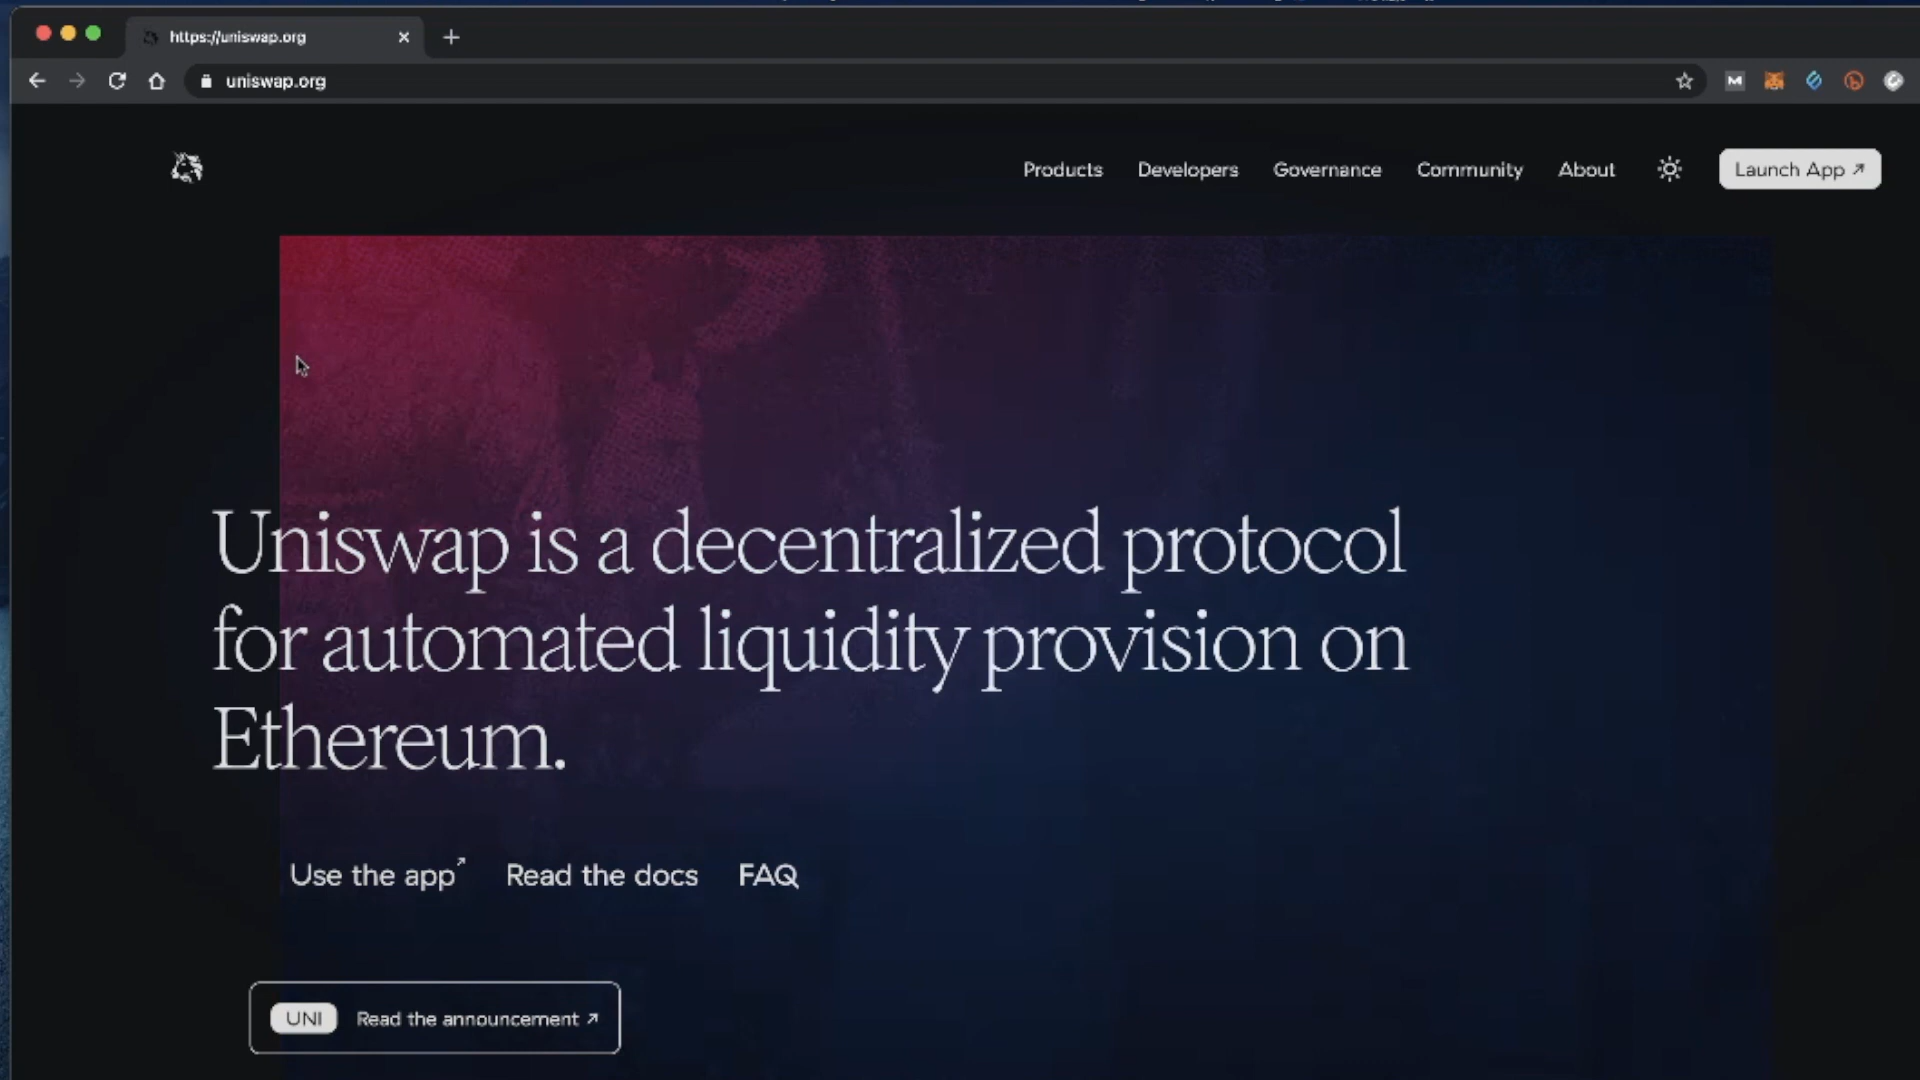 https://uniswap.org
uniswap.org
Products Developers Governance Community About Launch App ↗
Uniswap is a decentralized protocol
for automated liquidity provision on
Ethereum.
Use the app↗ Read the docs FAQ
UNI Read the announcement ↗